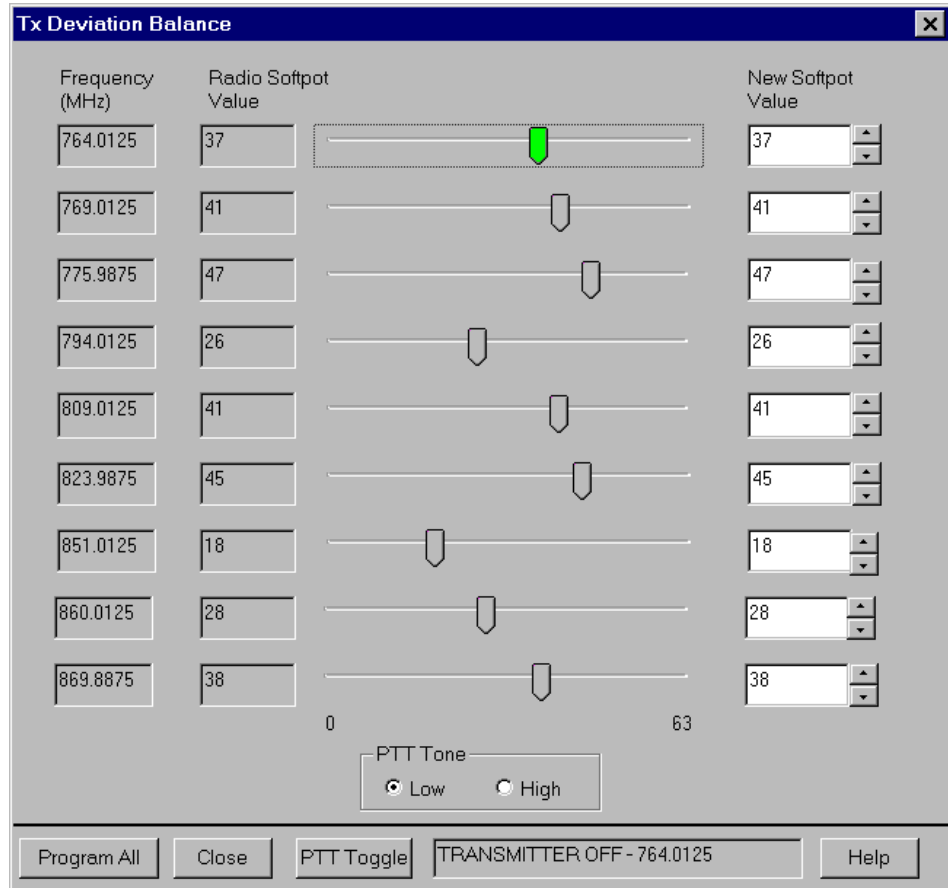 Tx Deviation Balance
Frequency (MHz) Radio Softpot Value New Softpot Value
764.0125 37 37
769.0125 41 41
775.9875 47 47
794.0125 26 26
809.0125 41 41
823.9875 45 45
851.0125 18 18
860.0125 28 28
869.8875 38 38
0 63
PTT Tone
Low High
Program All Close PTT Toggle TRANSMITTER OFF - 764.0125 Help